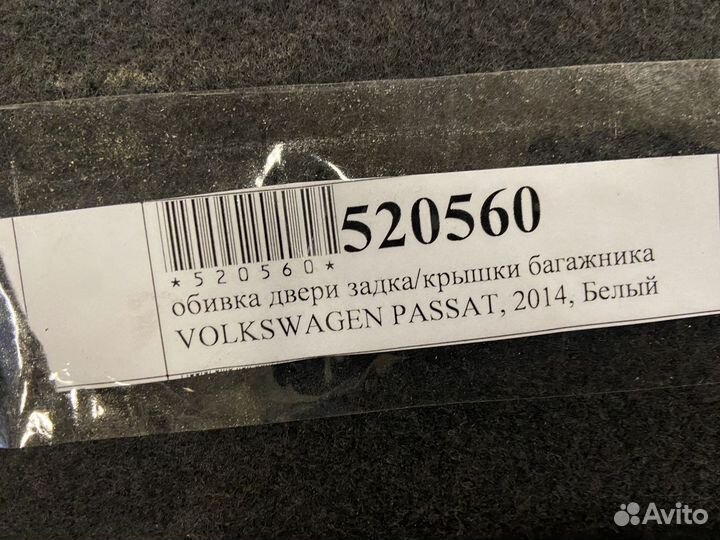 520560
*520560*
обивка двери задка/крышки багажника
VOLKSWAGEN PASSAT, 2014, Белый
Avito